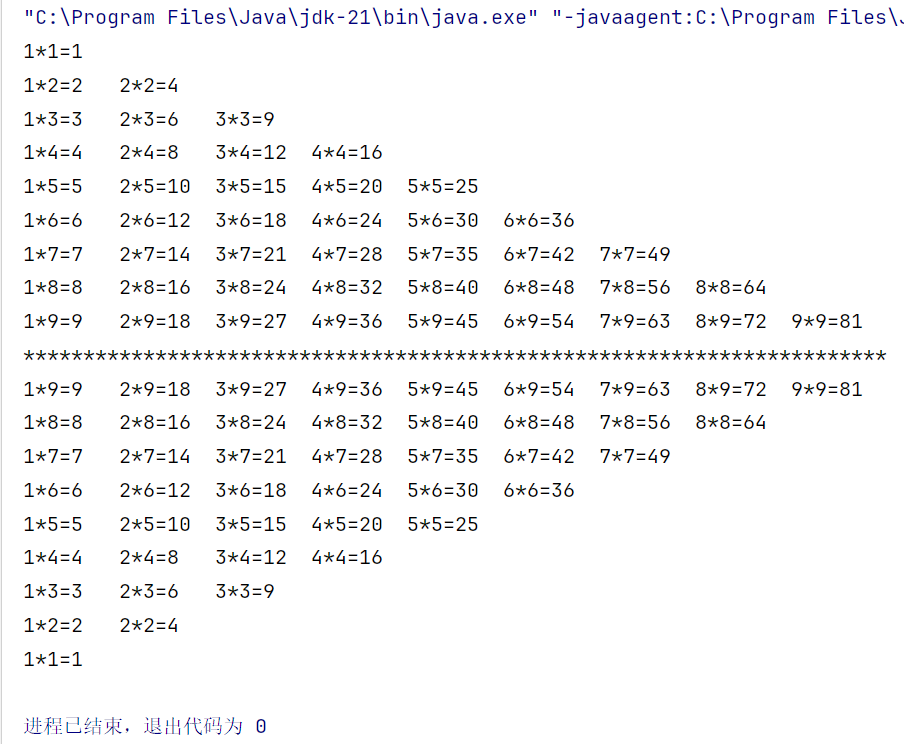 "C:\Program Files\Java\jdk-21\bin\java.exe" "-javaagent:C:\Program Files\
1*1=1
1*2=2	2*2=4
1*3=3	2*3=6	3*3=9
1*4=4	2*4=8	3*4=12	4*4=16
1*5=5	2*5=10	3*5=15	4*5=20	5*5=25
1*6=6	2*6=12	3*6=18	4*6=24	5*6=30	6*6=36
1*7=7	2*7=14	3*7=21	4*7=28	5*7=35	6*7=42	7*7=49
1*8=8	2*8=16	3*8=24	4*8=32	5*8=40	6*8=48	7*8=56	8*8=64
1*9=9	2*9=18	3*9=27	4*9=36	5*9=45	6*9=54	7*9=63	8*9=72	9*9=81
************************************************************************
1*9=9	2*9=18	3*9=27	4*9=36	5*9=45	6*9=54	7*9=63	8*9=72	9*9=81
1*8=8	2*8=16	3*8=24	4*8=32	5*8=40	6*8=48	7*8=56	8*8=64
1*7=7	2*7=14	3*7=21	4*7=28	5*7=35	6*7=42	7*7=49
1*6=6	2*6=12	3*6=18	4*6=24	5*6=30	6*6=36
1*5=5	2*5=10	3*5=15	4*5=20	5*5=25
1*4=4	2*4=8	3*4=12	4*4=16
1*3=3	2*3=6	3*3=9
1*2=2	2*2=4
1*1=1
进程已结束，退出代码为 0